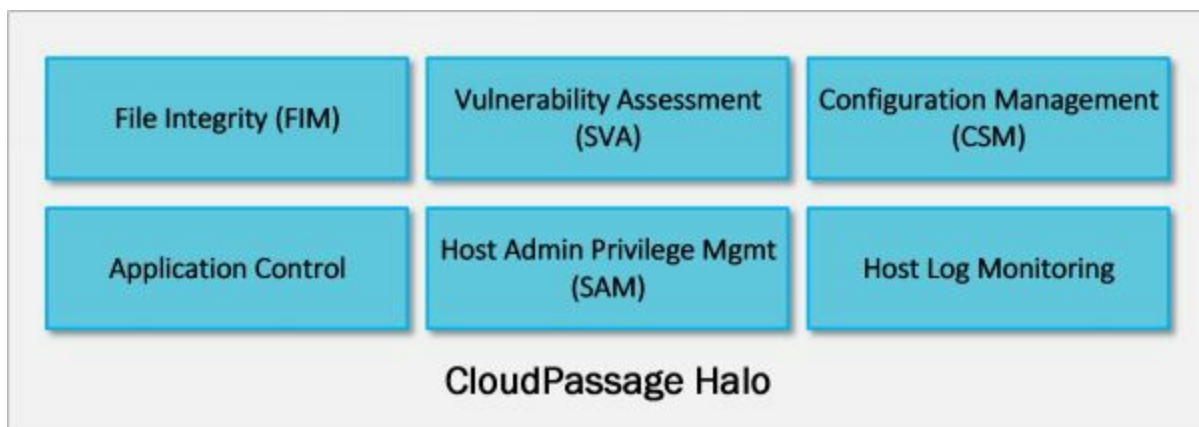 File Integrity (FIM)
Vulnerability Assessment
(SVA)
Configuration Management
(CSM)
Application Control
Host Admin Privilege Mgmt
(SAM)
Host Log Monitoring
CloudPassage Halo